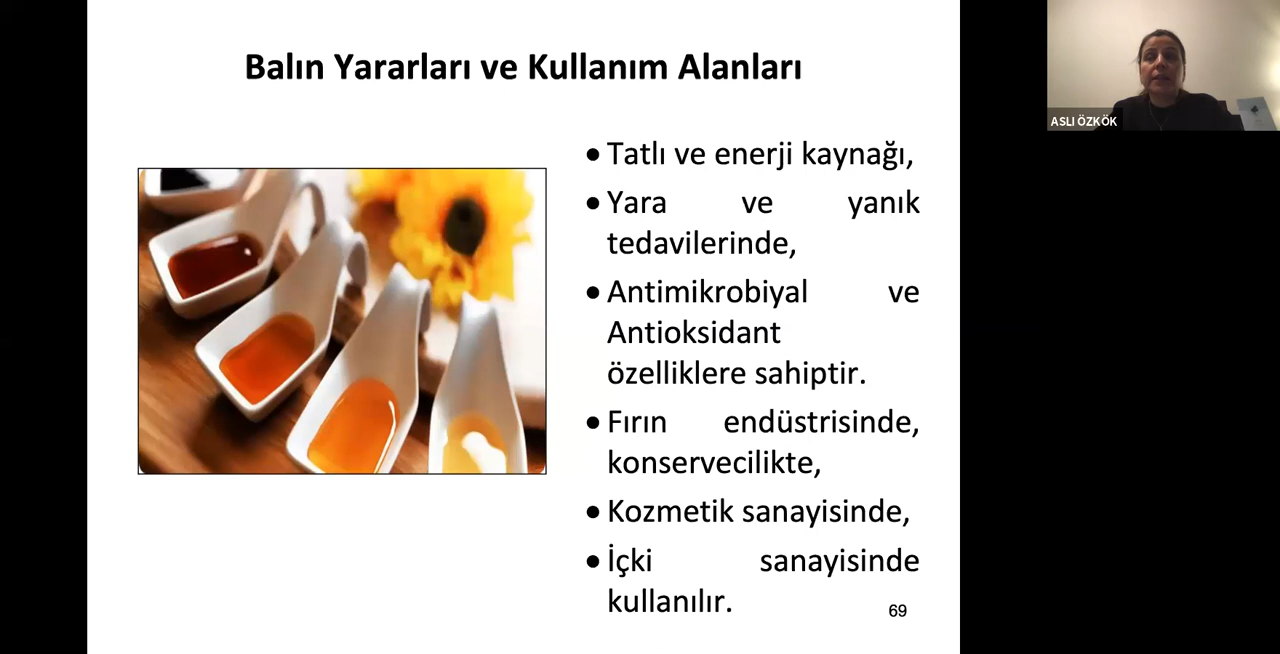 Balın Yararları ve Kullanım Alanları
ASLI ÖZKÖK
• Tatlı ve enerji kaynağı,
• Yara ve yanık
tedavilerinde,
• Antimikrobiyal ve
Antioksidant
özelliklere sahiptir.
• Fırın endüstrisinde,
konservecilikte,
• Kozmetik sanayisinde,
• İçki sanayisinde
kullanılır.
69